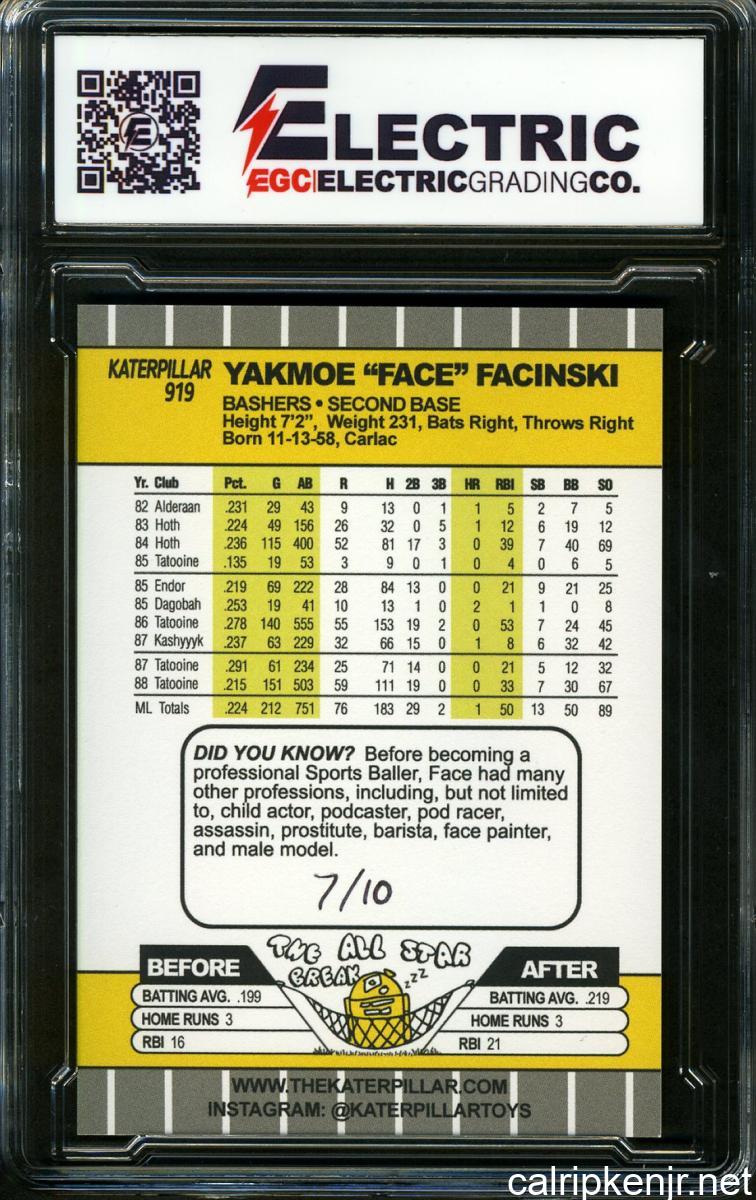 ELECTRIC
EGC|ELECTRICGRADINGCO.
KATERPILLAR
919
YAKMOE “FACE” FACINSKI
BASHERS • SECOND BASE
Height 7'2", Weight 231, Bats Right, Throws Right
Born 11-13-58, Carlac
Yr. Club Pct. G AB R H 2B 3B HR RBI SB BB SO
82 Alderaan .231 29 43 9 13 0 1 1 5 2 7 5
83 Hoth .224 49 156 26 32 0 5 1 12 6 19 12
84 Hoth .236 115 400 52 81 17 3 0 39 7 40 69
85 Tatooine .135 19 53 3 9 0 1 0 4 0 6 5
85 Endor .219 69 222 28 84 13 0 0 21 9 21 25
85 Dagobah .253 19 41 10 13 1 0 2 1 1 0 8
86 Tatooine .278 140 555 55 153 19 2 0 53 7 24 45
87 Kashyyyk .237 63 229 32 66 15 0 1 8 6 32 42
87 Tatooine .291 61 234 25 71 14 0 0 21 5 12 32
88 Tatooine .215 151 503 59 111 19 0 0 33 7 30 67
ML Totals .224 212 751 76 183 29 2 1 50 13 50 89
DID YOU KNOW? Before becoming a
professional Sports Baller, Face had many
other professions, including, but not limited
to, child actor, podcaster, pod racer,
assassin, prostitute, barista, face painter,
and male model.
7/10
THE ALL STAR
BREAK
zzz
BEFORE
BATTING AVG. .199
HOME RUNS 3
RBI 16
AFTER
BATTING AVG. .219
HOME RUNS 3
RBI 21
WWW.THEKATERPILLAR.COM
INSTAGRAM: @KATERPILLARTOYS
calripkenjr.net